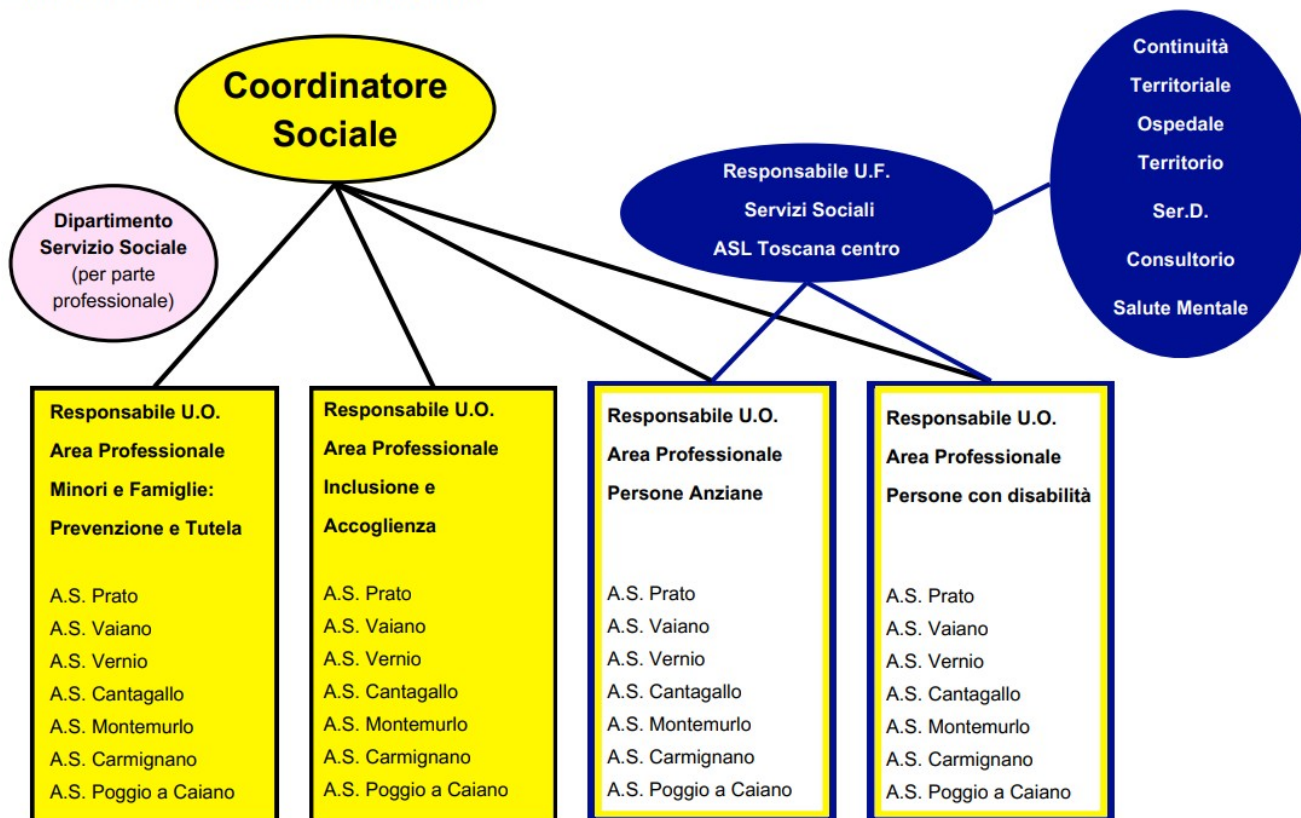 Coordinatore
Sociale
Dipartimento
Servizio Sociale
(per parte
professionale)
Responsabile U.F.
Servizi Sociali
ASL Toscana centro
Continuità
Territoriale
Ospedale
Territorio
Ser.D.
Consultorio
Salute Mentale
Responsabile U.O.
Area Professionale
Minori e Famiglie:
Prevenzione e Tutela
A.S. Prato
A.S. Vaiano
A.S. Vernio
A.S. Cantagallo
A.S. Montemurlo
A.S. Carmignano
A.S. Poggio a Caiano
Responsabile U.O.
Area Professionale
Inclusione e
Accoglienza
A.S. Prato
A.S. Vaiano
A.S. Vernio
A.S. Cantagallo
A.S. Montemurlo
A.S. Carmignano
A.S. Poggio a Caiano
Responsabile U.O.
Area Professionale
Persone Anziane
A.S. Prato
A.S. Vaiano
A.S. Vernio
A.S. Cantagallo
A.S. Montemurlo
A.S. Carmignano
A.S. Poggio a Caiano
Responsabile U.O.
Area Professionale
Persone con disabilità
A.S. Prato
A.S. Vaiano
A.S. Vernio
A.S. Cantagallo
A.S. Montemurlo
A.S. Carmignano
A.S. Poggio a Caiano